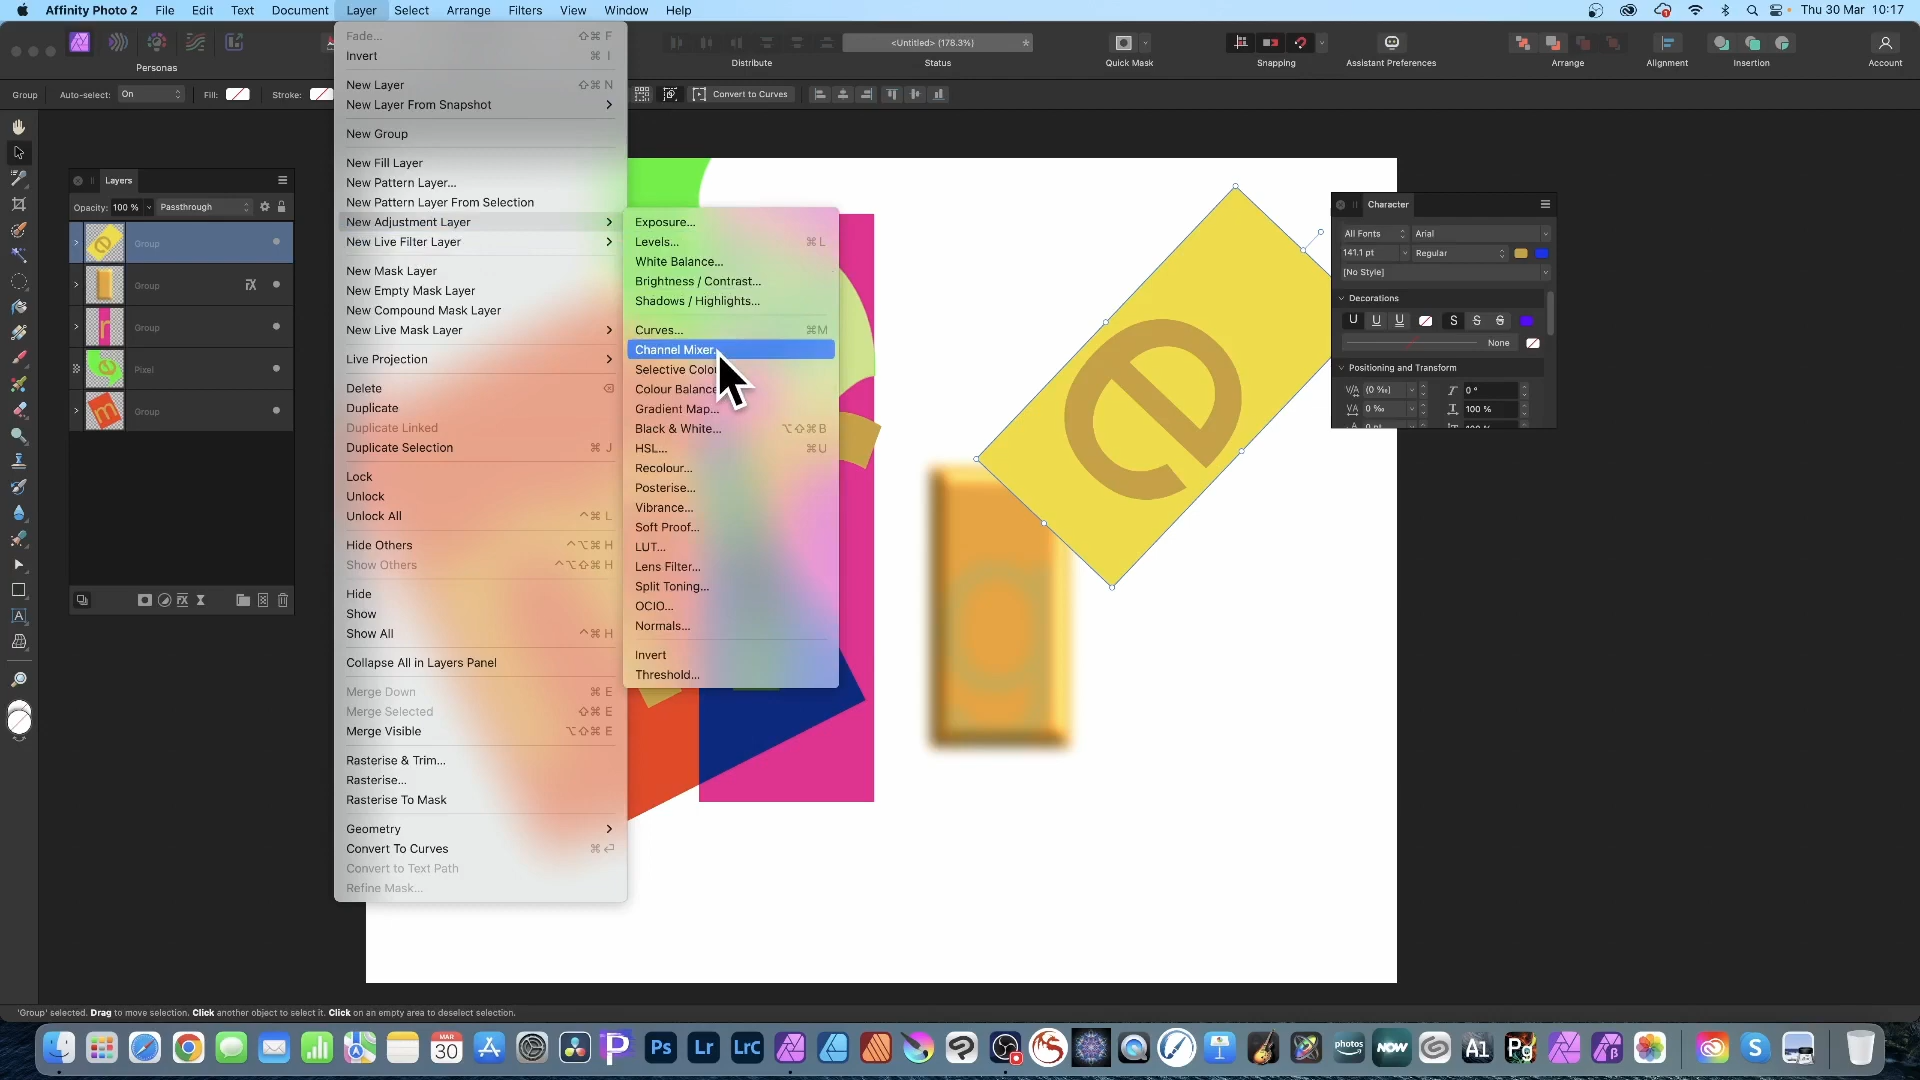 Affinity Photo 2 File Edit Text Document Layer Select Arrange Filters View Window Help Thu 30 Mar 10:17
<Untitled> (178.3%) *
Personas Distribute Status Quick Mask Snapping Assistant Preferences Arrange Alignment Insertion Account
Group Auto-select: On Fill: Stroke: Convert to Curves
Layers
Opacity: 100 % Passthrough
Group
Group
Group
Pixel
Group
Fade... ⇧⌘ F
Invert ⌘ I
New Layer ⇧⌘ N
New Layer From Snapshot
New Group
New Fill Layer
New Pattern Layer...
New Pattern Layer From Selection
New Adjustment Layer
New Live Filter Layer
New Mask Layer
New Empty Mask Layer
New Compound Mask Layer
New Live Mask Layer
Live Projection
Delete
Duplicate
Duplicate Linked
Duplicate Selection ⌘ J
Lock
Unlock
Unlock All ^⌘ L
Hide Others ^⌥⌘ H
Show Others ^⌥⇧⌘ H
Hide
Show
Show All ^⌘ H
Collapse All in Layers Panel
Merge Down ⌘ E
Merge Selected ⇧⌘ E
Merge Visible ⌥⇧⌘ E
Rasterise & Trim...
Rasterise...
Rasterise To Mask
Geometry
Convert To Curves ⌘ ⏎
Convert to Text Path
Refine Mask...
Exposure...
Levels... ⌘ L
White Balance...
Brightness / Contrast...
Shadows / Highlights...
Curves... ⌘M
Channel Mixer...
Selective Colou
Colour Balance
Gradient Map...
Black & White... ⌥⇧⌘B
HSL... ⌘U
Recolour...
Posterise...
Vibrance...
Soft Proof...
LUT...
Lens Filter...
Split Toning...
OCIO...
Normals...
Invert
Threshold...
e
Character
All Fonts Arial
141.1 pt Regular
[No Style]
Decorations
U U U S S S
None
Positioning and Transform
(0 ‰) 0 °
0 ‰ 100 %
'Group' selected. Drag to move selection. Click another object to select it. Click on an empty area to deselect selection.
MAR
30
Ps Lr LrC photos NOW Ai Pg